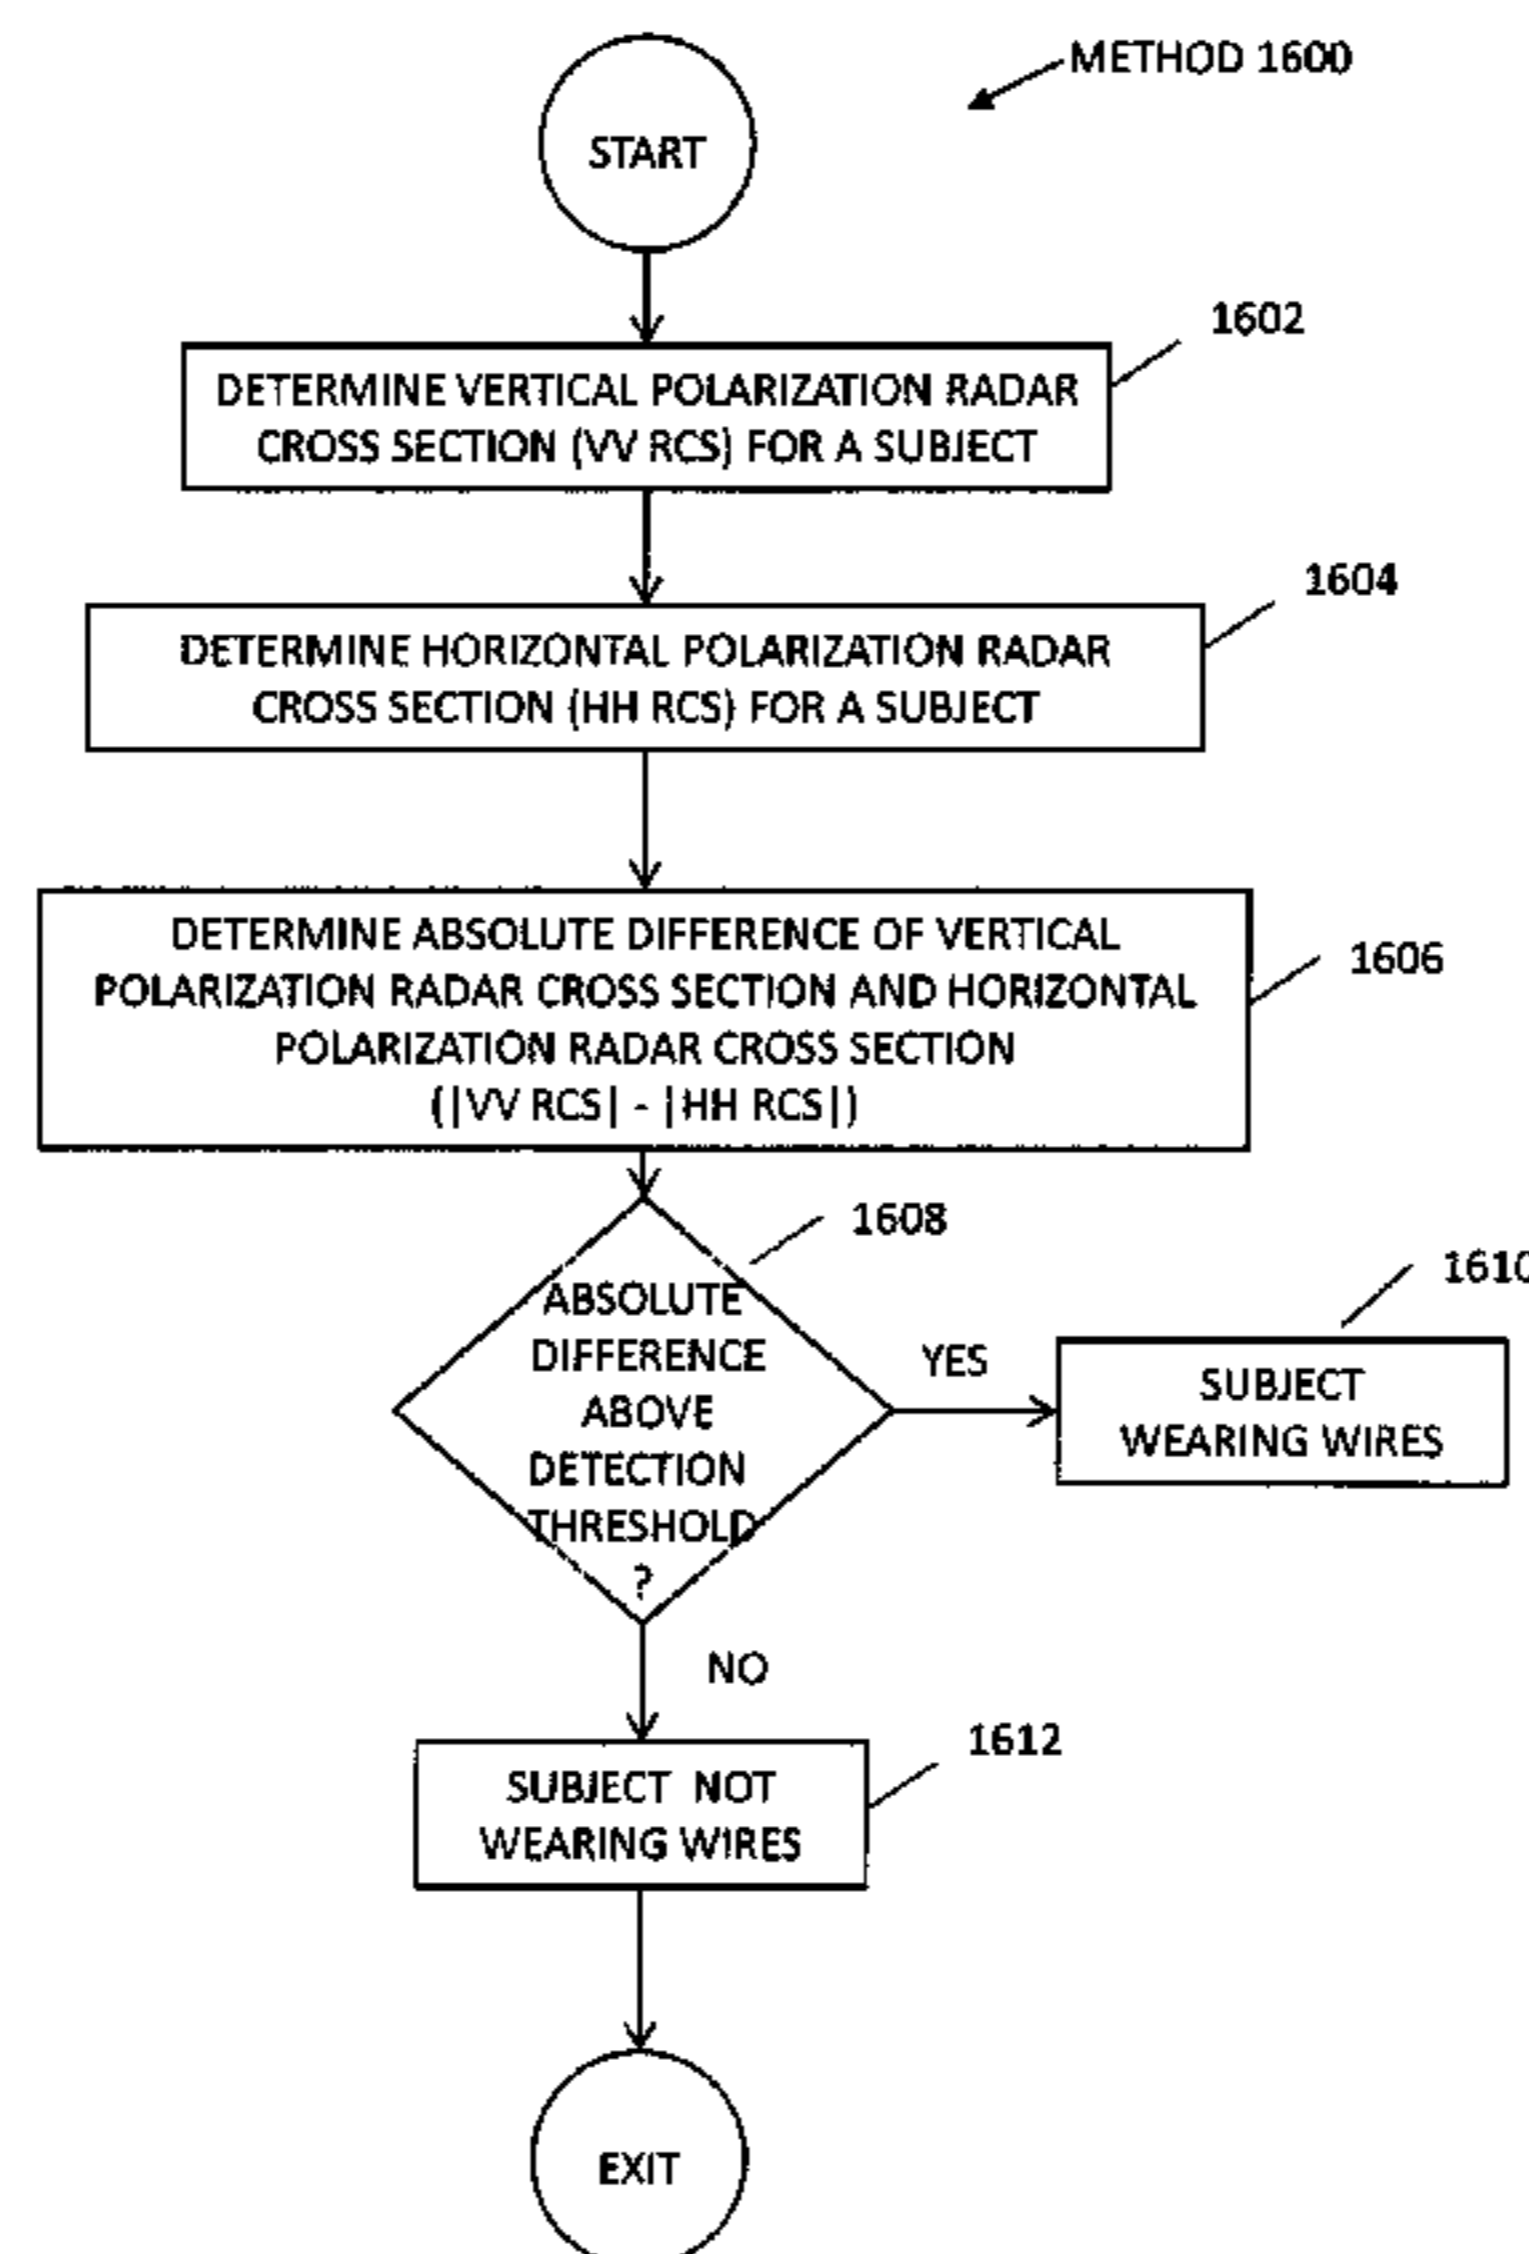 METHOD 1600
START
1602
DETERMINE VERTICAL POLARIZATION RADAR
CROSS SECTION (VV RCS) FOR A SUBJECT
1604
DETERMINE HORIZONTAL POLARIZATION RADAR
CROSS SECTION (HH RCS) FOR A SUBJECT
1606
DETERMINE ABSOLUTE DIFFERENCE OF VERTICAL
POLARIZATION RADAR CROSS SECTION AND HORIZONTAL
POLARIZATION RADAR CROSS SECTION
(|VV RCS| - |HH RCS|)
1608
ABSOLUTE
DIFFERENCE
ABOVE
DETECTION
THRESHOLD
?
YES
1610
SUBJECT
WEARING WIRES
NO
1612
SUBJECT NOT
WEARING WIRES
EXIT